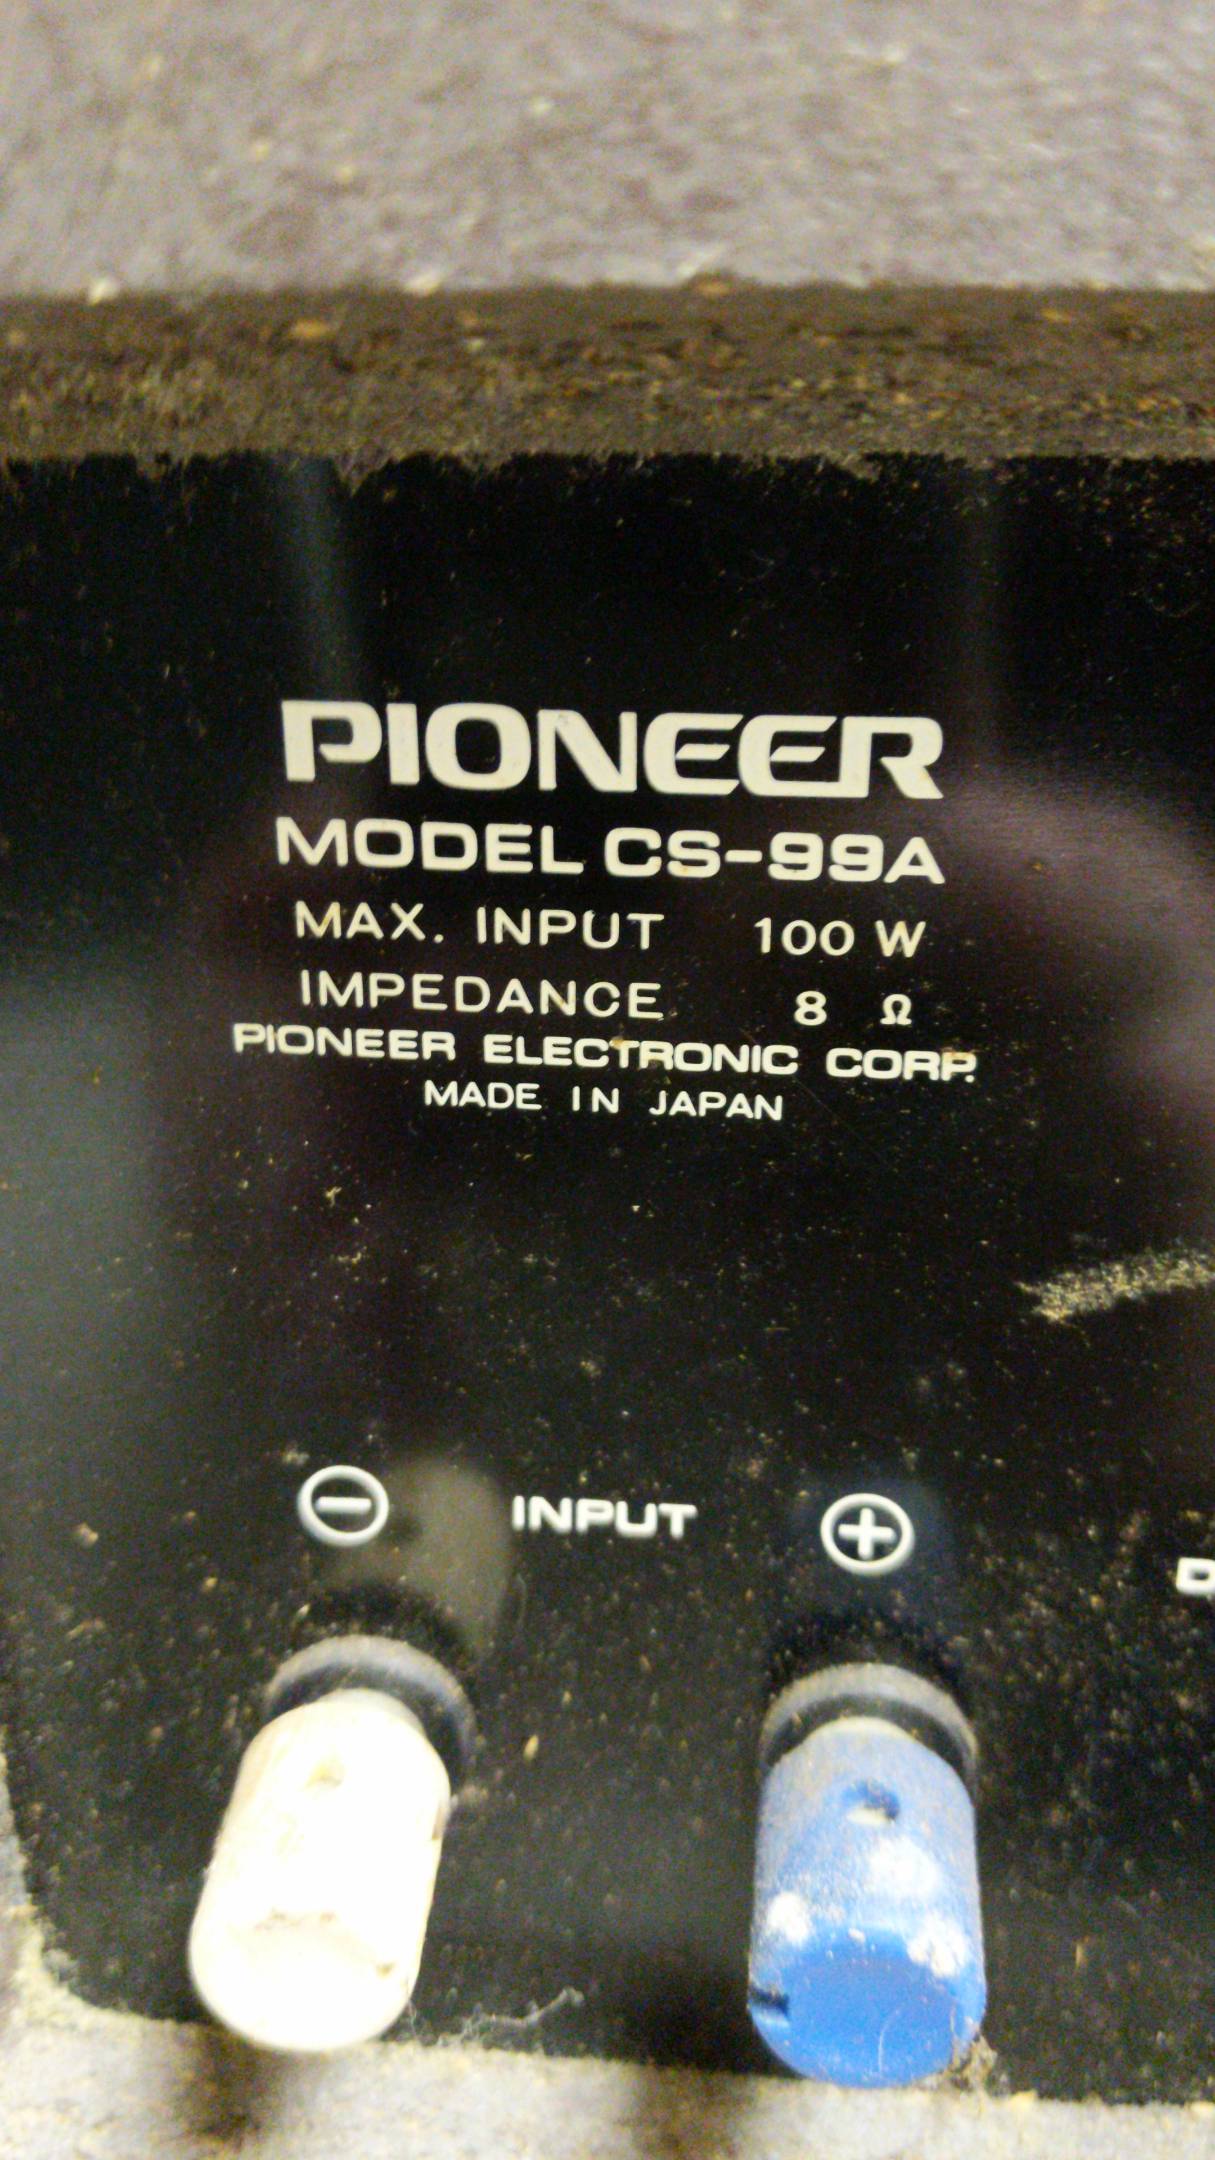 PIONEER
MODEL CS-99A
MAX. INPUT 100 W
IMPEDANCE 8 Ω
PIONEER ELECTRONIC CORP.
MADE IN JAPAN
⊖ INPUT ⊕